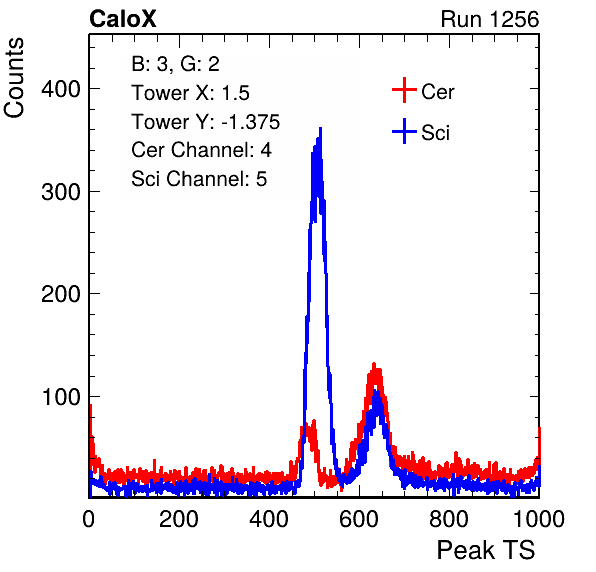 CaloX Run 1256
Counts
B: 3, G: 2
Tower X: 1.5
Tower Y: -1.375
Cer Channel: 4
Sci Channel: 5
Cer
Sci
400
300
200
100
0 200 400 600 800 1000
Peak TS